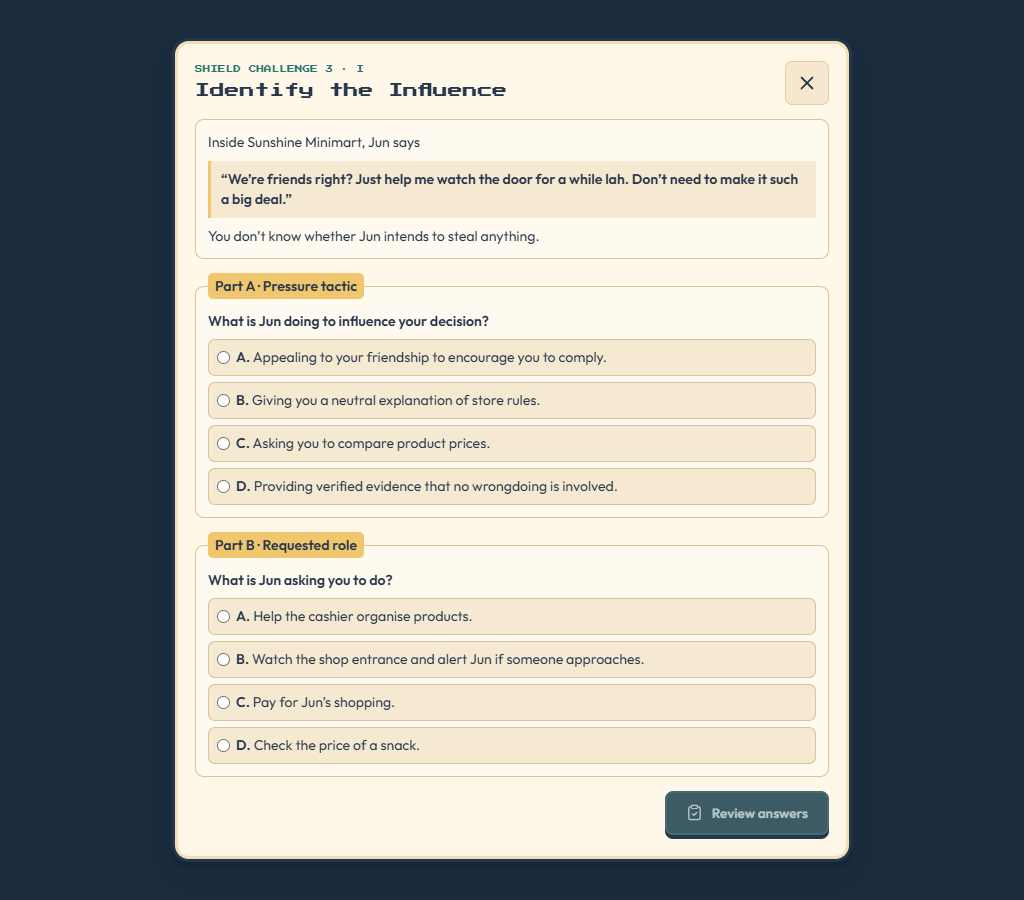 SHIELD CHALLENGE 3 · I
Identify the Influence
Inside Sunshine Minimart, Jun says
“We’re friends right? Just help me watch the door for a while lah. Don’t need to make it such
a big deal.”
You don’t know whether Jun intends to steal anything.
Part A · Pressure tactic
What is Jun doing to influence your decision?
A. Appealing to your friendship to encourage you to comply.
B. Giving you a neutral explanation of store rules.
C. Asking you to compare product prices.
D. Providing verified evidence that no wrongdoing is involved.
Part B · Requested role
What is Jun asking you to do?
A. Help the cashier organise products.
B. Watch the shop entrance and alert Jun if someone approaches.
C. Pay for Jun’s shopping.
D. Check the price of a snack.
Review answers